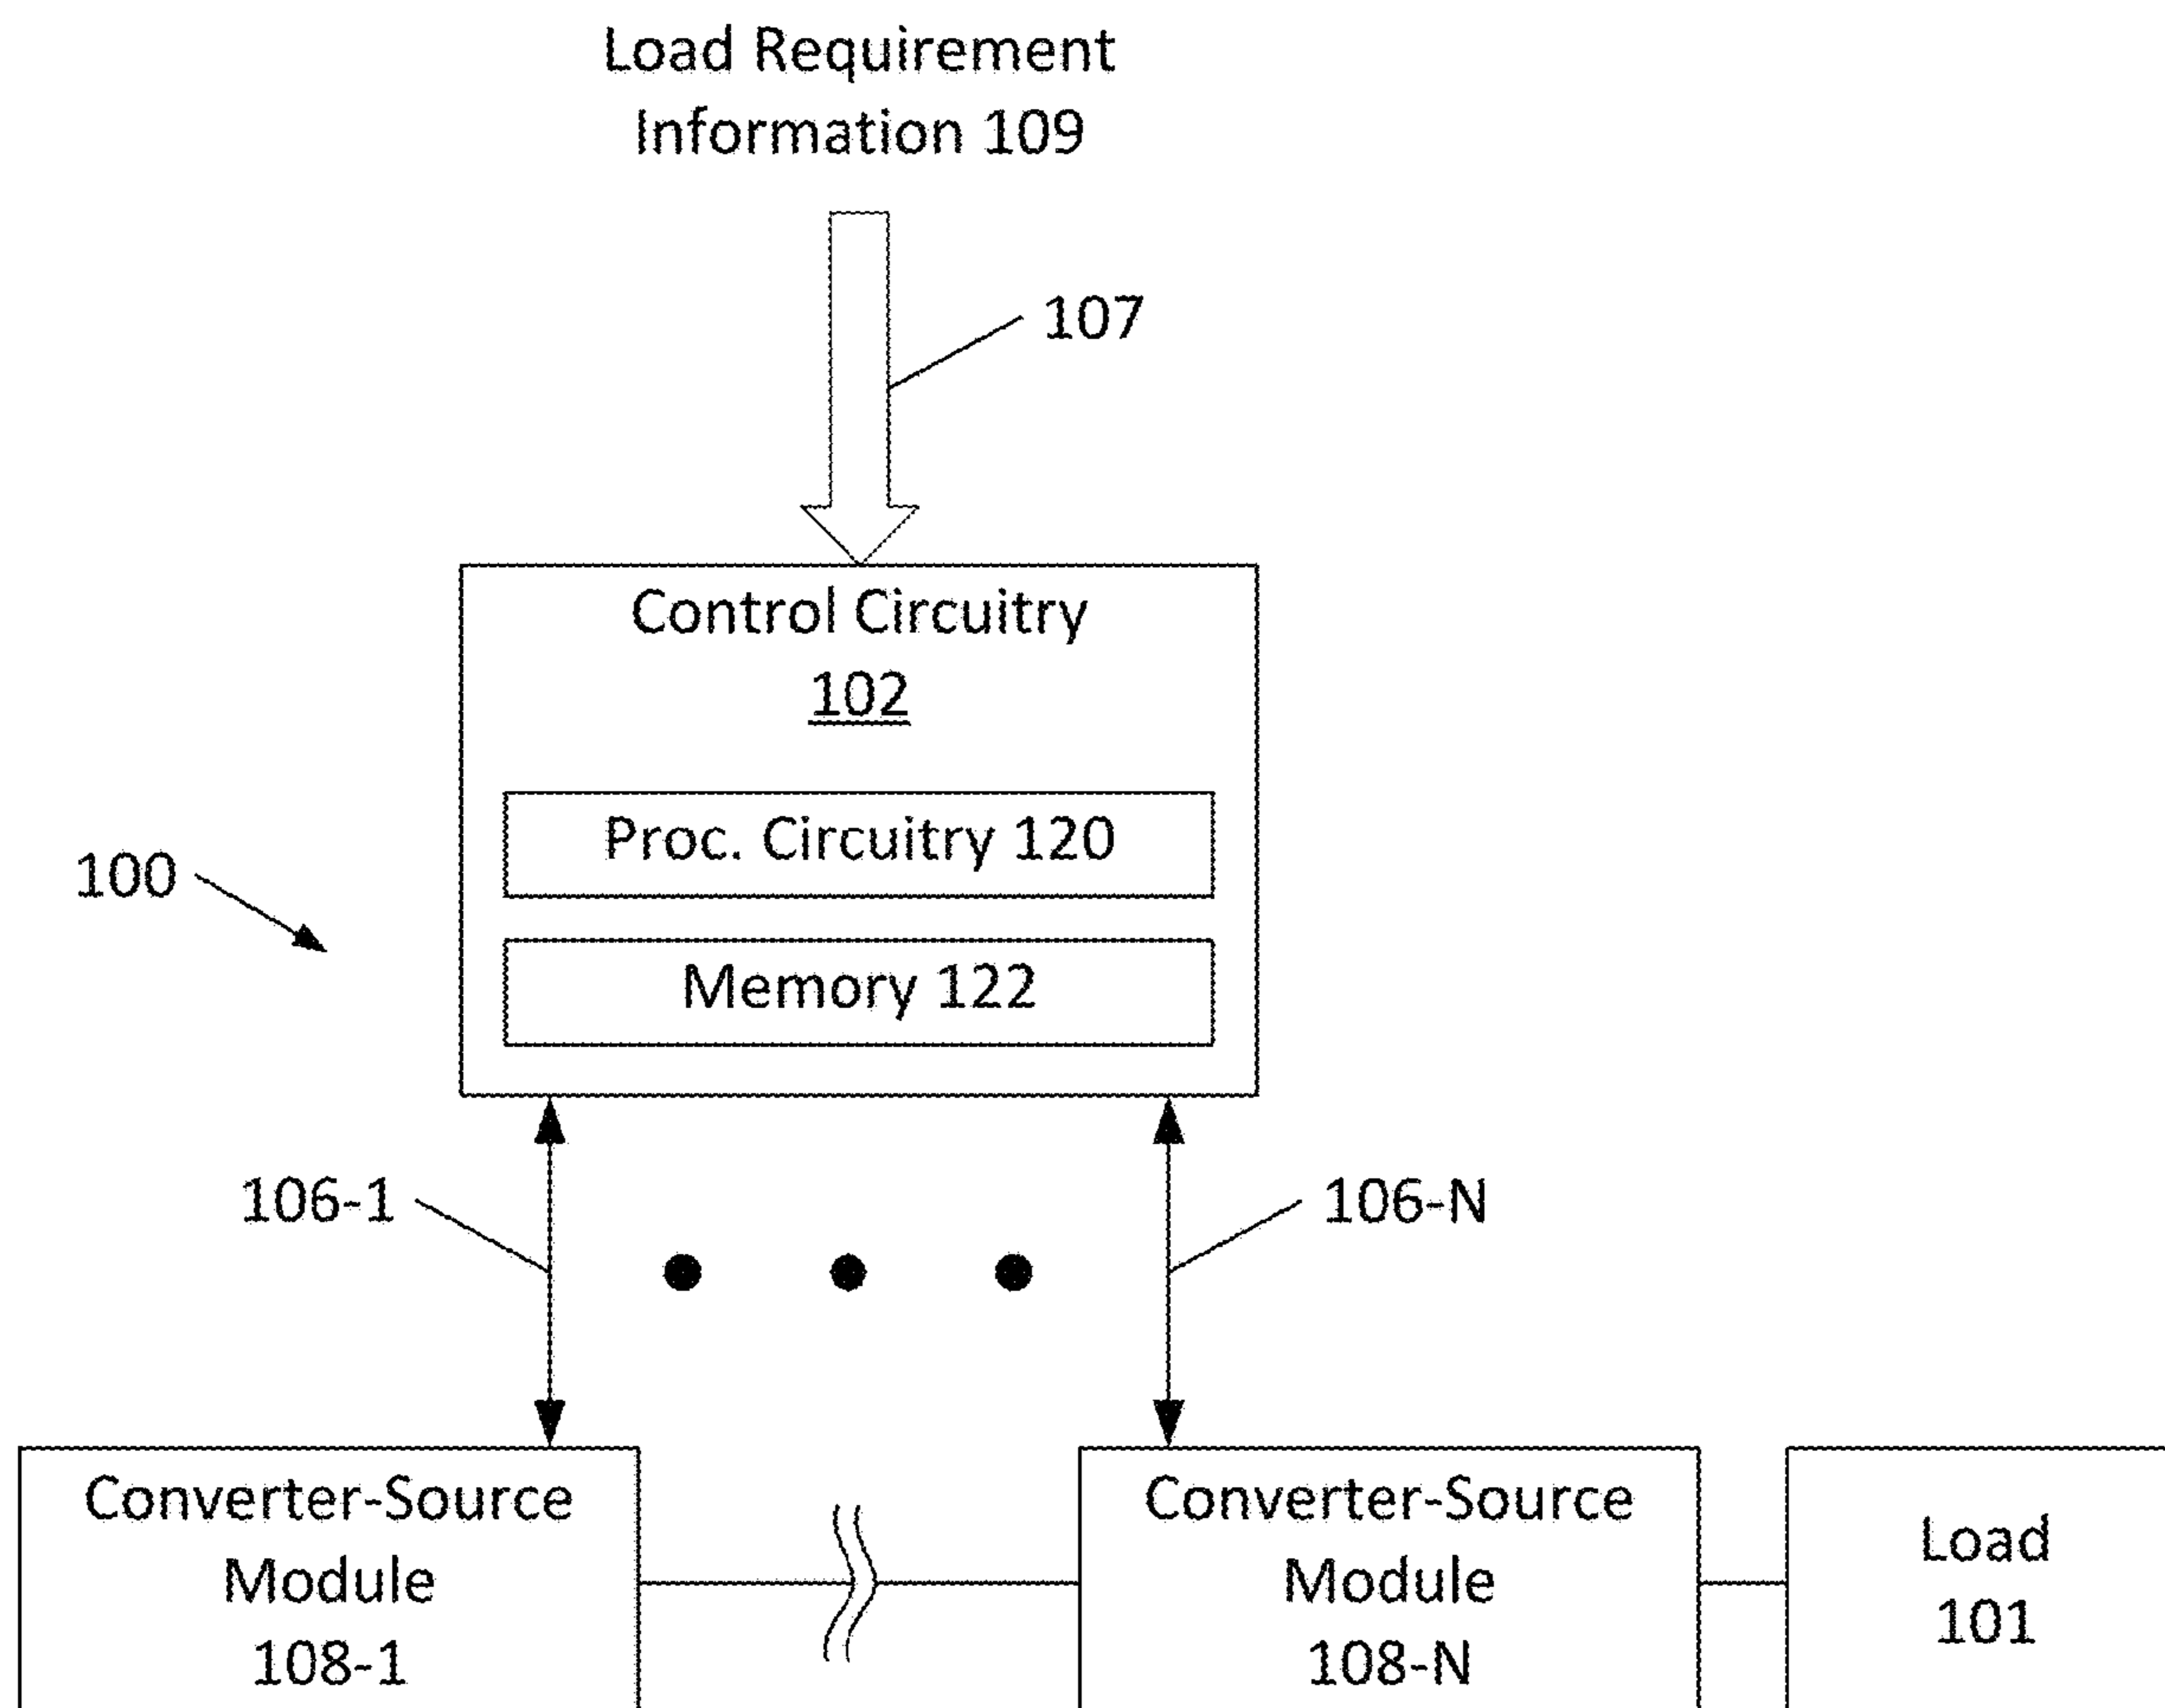 Load Requirement
Information 109
107
Control Circuitry
102
Proc. Circuitry 120
100
Memory 122
106-1
106-N
Converter-Source
Module
108-1
Converter-Source
Module
108-N
Load
101